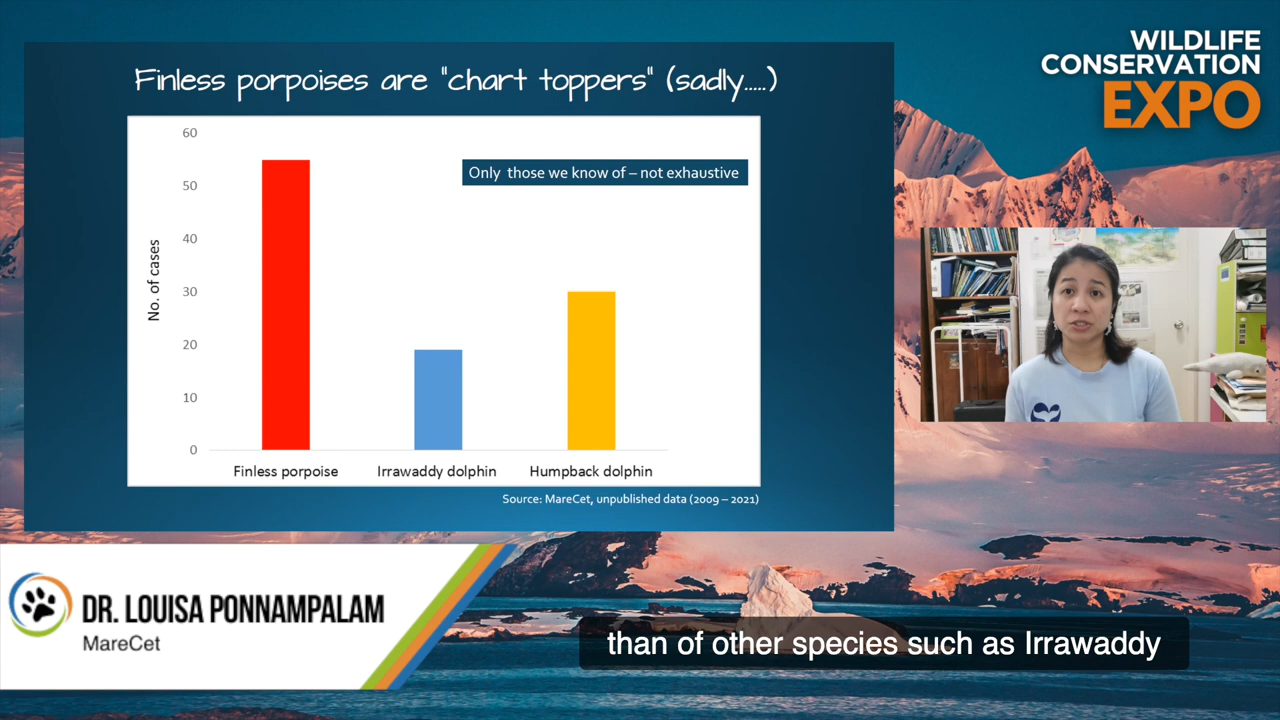 Finless porpoises are "chart toppers" (sadly.....)
60
50
40
30
20
10
0
No. of cases
Only those we know of – not exhaustive
Finless porpoise
Irrawaddy dolphin
Humpback dolphin
Source: MareCet, unpublished data (2009 – 2021)
WILDLIFE
CONSERVATION
EXPO
DR. LOUISA PONNAMPALAM
MareCet
than of other species such as Irrawaddy